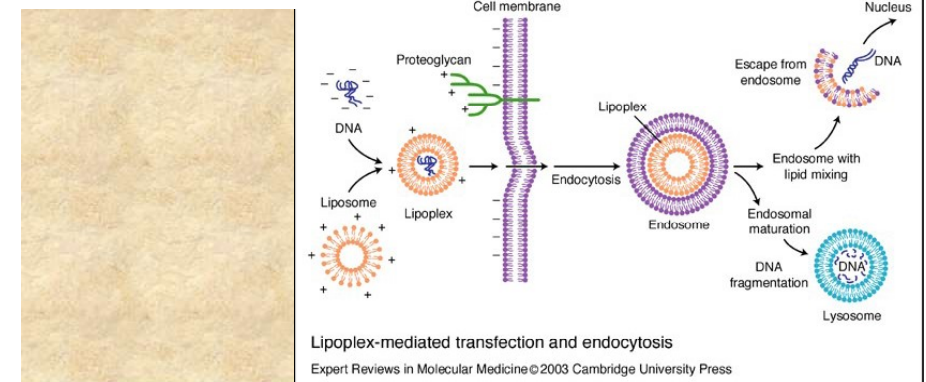 Cell membrane
Nucleus
Proteoglycan
DNA
Escape from
endosome
Lipoplex
DNA
Endosome with
lipid mixing
Endocytosis
Liposome
Lipoplex
Endosome
Endosomal
maturation
DNA
fragmentation
DNA
Lysosome
Lipoplex-mediated transfection and endocytosis
Expert Reviews in Molecular Medicine © 2003 Cambridge University Press